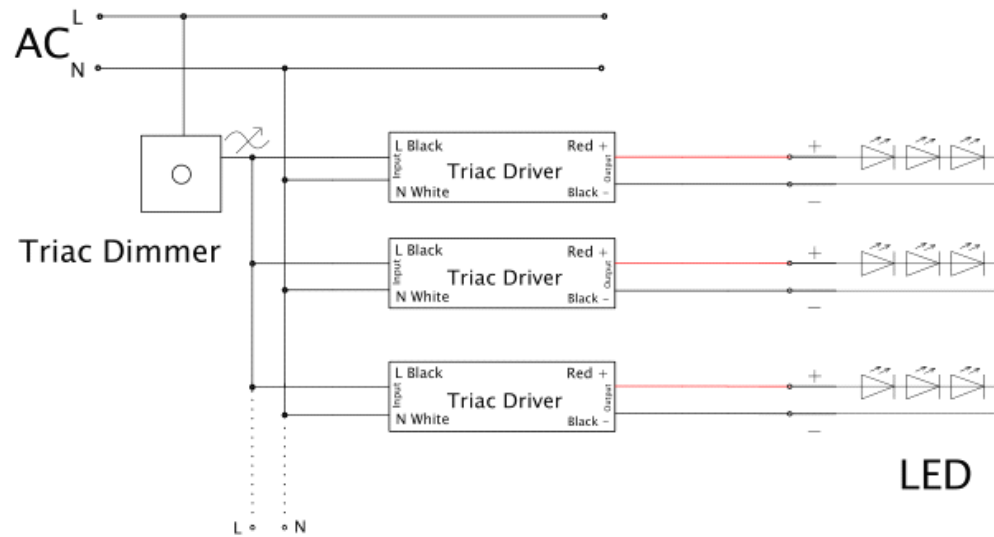 L
AC
N
L Black
Red +
Input
Triac Driver
Output
N White
Black -
Triac Dimmer
+
-
L Black
Red +
Input
Triac Driver
Output
N White
Black -
+
-
L Black
Red +
Input
Triac Driver
Output
N White
Black -
+
-
LED
L
N